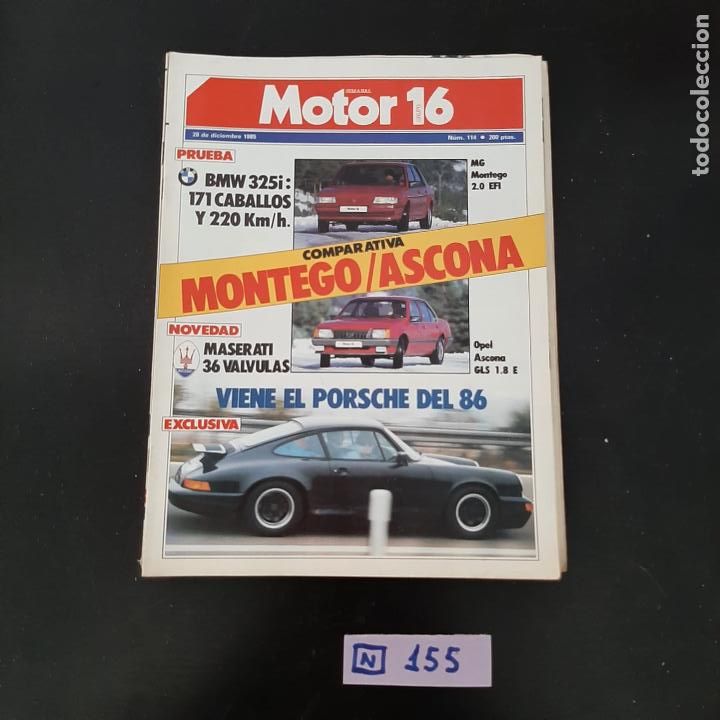 SEMANAL
Motor 16
28 de diciembre 1985
Núm. 114 • 200 ptas.
PRUEBA
BMW 325i:
171 CABALLOS
Y 220 Km/h.
MG
Montego
2.0 EFI
COMPARATIVA
MONTEGO/ASCONA
NOVEDAD
MASERATI
36 VALVULAS
Opel
Ascona
GLS 1.8 E
VIENE EL PORSCHE DEL 86
EXCLUSIVA
N 155
todocoleccion